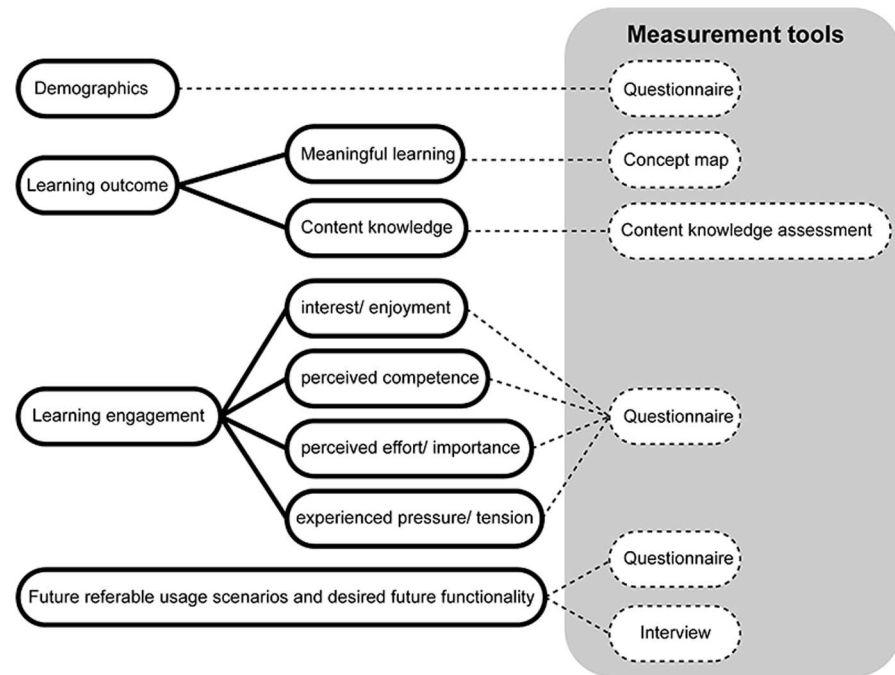 Measurement tools
Demographics
Questionnaire
Learning outcome
Meaningful learning
Concept map
Content knowledge
Content knowledge assessment
Learning engagement
interest/ enjoyment
perceived competence
perceived effort/ importance
experienced pressure/ tension
Questionnaire
Future referable usage scenarios and desired future functionality
Questionnaire
Interview